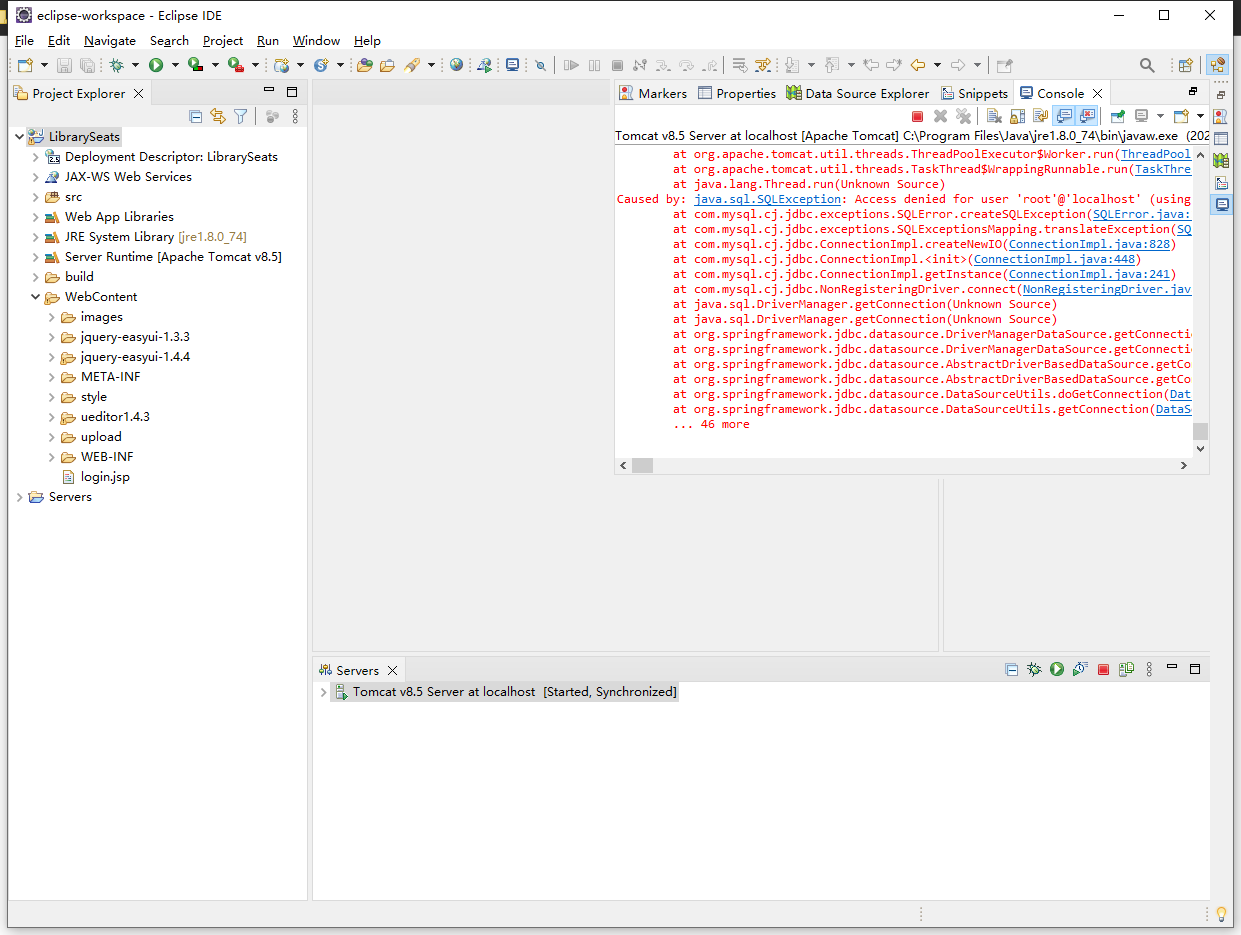 eclipse-workspace - Eclipse IDE
File Edit Navigate Search Project Run Window Help
Project Explorer
LibrarySeats
Deployment Descriptor: LibrarySeats
JAX-WS Web Services
src
Web App Libraries
JRE System Library [jre1.8.0_74]
Server Runtime [Apache Tomcat v8.5]
build
WebContent
images
jquery-easyui-1.3.3
jquery-easyui-1.4.4
META-INF
style
ueditor1.4.3
upload
WEB-INF
login.jsp
Servers
Markers Properties Data Source Explorer Snippets Console
Tomcat v8.5 Server at localhost [Apache Tomcat] C:\Program Files\Java\jre1.8.0_74\bin\javaw.exe (202
at org.apache.tomcat.util.threads.ThreadPoolExecutor$Worker.run(ThreadPool
at org.apache.tomcat.util.threads.TaskThread$WrappingRunnable.run(TaskThre
at java.lang.Thread.run(Unknown Source)
Caused by: java.sql.SQLException: Access denied for user 'root'@'localhost' (using
at com.mysql.cj.jdbc.exceptions.SQLError.createSQLException(SQLError.java:
at com.mysql.cj.jdbc.exceptions.SQLExceptionsMapping.translateException(SQ
at com.mysql.cj.jdbc.ConnectionImpl.createNewIO(ConnectionImpl.java:828)
at com.mysql.cj.jdbc.ConnectionImpl.<init>(ConnectionImpl.java:448)
at com.mysql.cj.jdbc.ConnectionImpl.getInstance(ConnectionImpl.java:241)
at com.mysql.cj.jdbc.NonRegisteringDriver.connect(NonRegisteringDriver.jav
at java.sql.DriverManager.getConnection(Unknown Source)
at java.sql.DriverManager.getConnection(Unknown Source)
at org.springframework.jdbc.datasource.DriverManagerDataSource.getConnecti
at org.springframework.jdbc.datasource.DriverManagerDataSource.getConnecti
at org.springframework.jdbc.datasource.AbstractDriverBasedDataSource.getCo
at org.springframework.jdbc.datasource.AbstractDriverBasedDataSource.getCo
at org.springframework.jdbc.datasource.DataSourceUtils.doGetConnection(Dat
at org.springframework.jdbc.datasource.DataSourceUtils.getConnection(DataS
... 46 more
Servers
Tomcat v8.5 Server at localhost [Started, Synchronized]